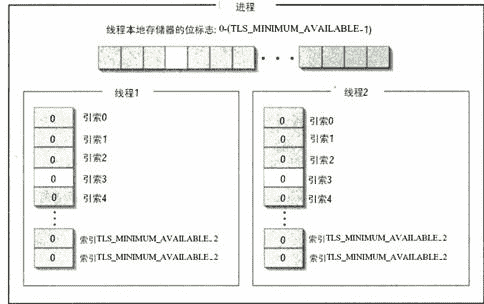 进程
线程本地存储器的位标志: 0-(TLS_MINIMUM_AVAILABLE-1)
线程1
0 引索0
0 引索1
0 引索2
0 引索3
0 引索4
0 索引TLS_MINIMUM_AVAILABLE-2
0 索引TLS_MINIMUM_AVAILABLE-2
线程2
0 引索0
0 引索1
0 引索2
0 引索3
0 引索4
0 索引TLS_MINIMUM_AVAILABLE-2
0 索引TLS_MINIMUM_AVAILABLE-2